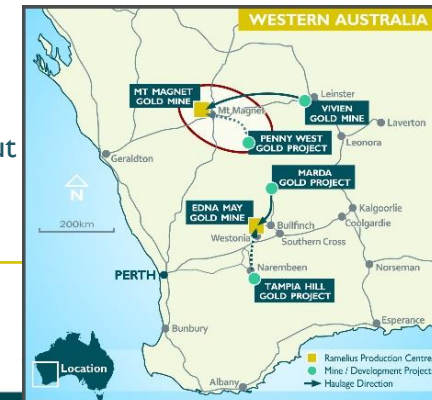 WESTERN AUSTRALIA
MT MAGNET
GOLD MINE
Mt Magnet
Leinster
VIVIEN
GOLD MINE
Laverton
Leonora
PENNY WEST
GOLD PROJECT
Geraldton
MARDA
GOLD PROJECT
N
200km
EDNA MAY
GOLD MINE
Kalgoorlie
Coolgardie
Bullfinch
Westonia
Southern Cross
PERTH
Narembeen
Norseman
TAMPIA HILL
GOLD PROJECT
Bunbury
Esperance
Albany
Location
Ramelius Production Centre
Mine / Development Project
Haulage Direction